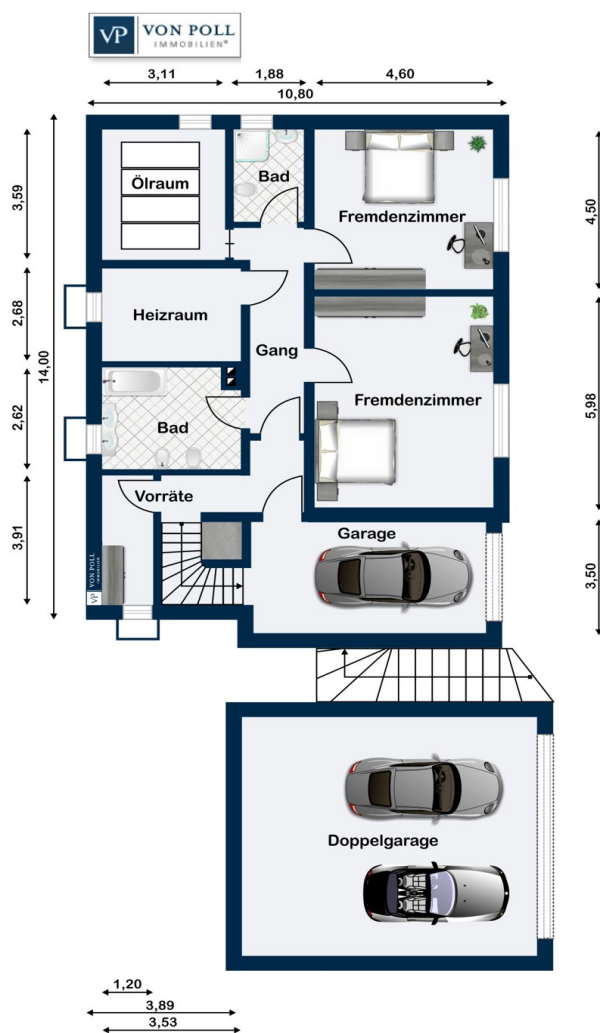 VP VON POLL
IMMOBILIEN®
3,11 1,88 4,60
10,80
3,59
2,68
2,62
3,91
14,00
4,50
5,98
3,50
Ölraum
Bad
Fremdenzimmer
Heizraum
Gang
Fremdenzimmer
Bad
Vorräte
Garage
VP VON POLL
IMMOBILIEN
Doppelgarage
1,20
3,89
3,53